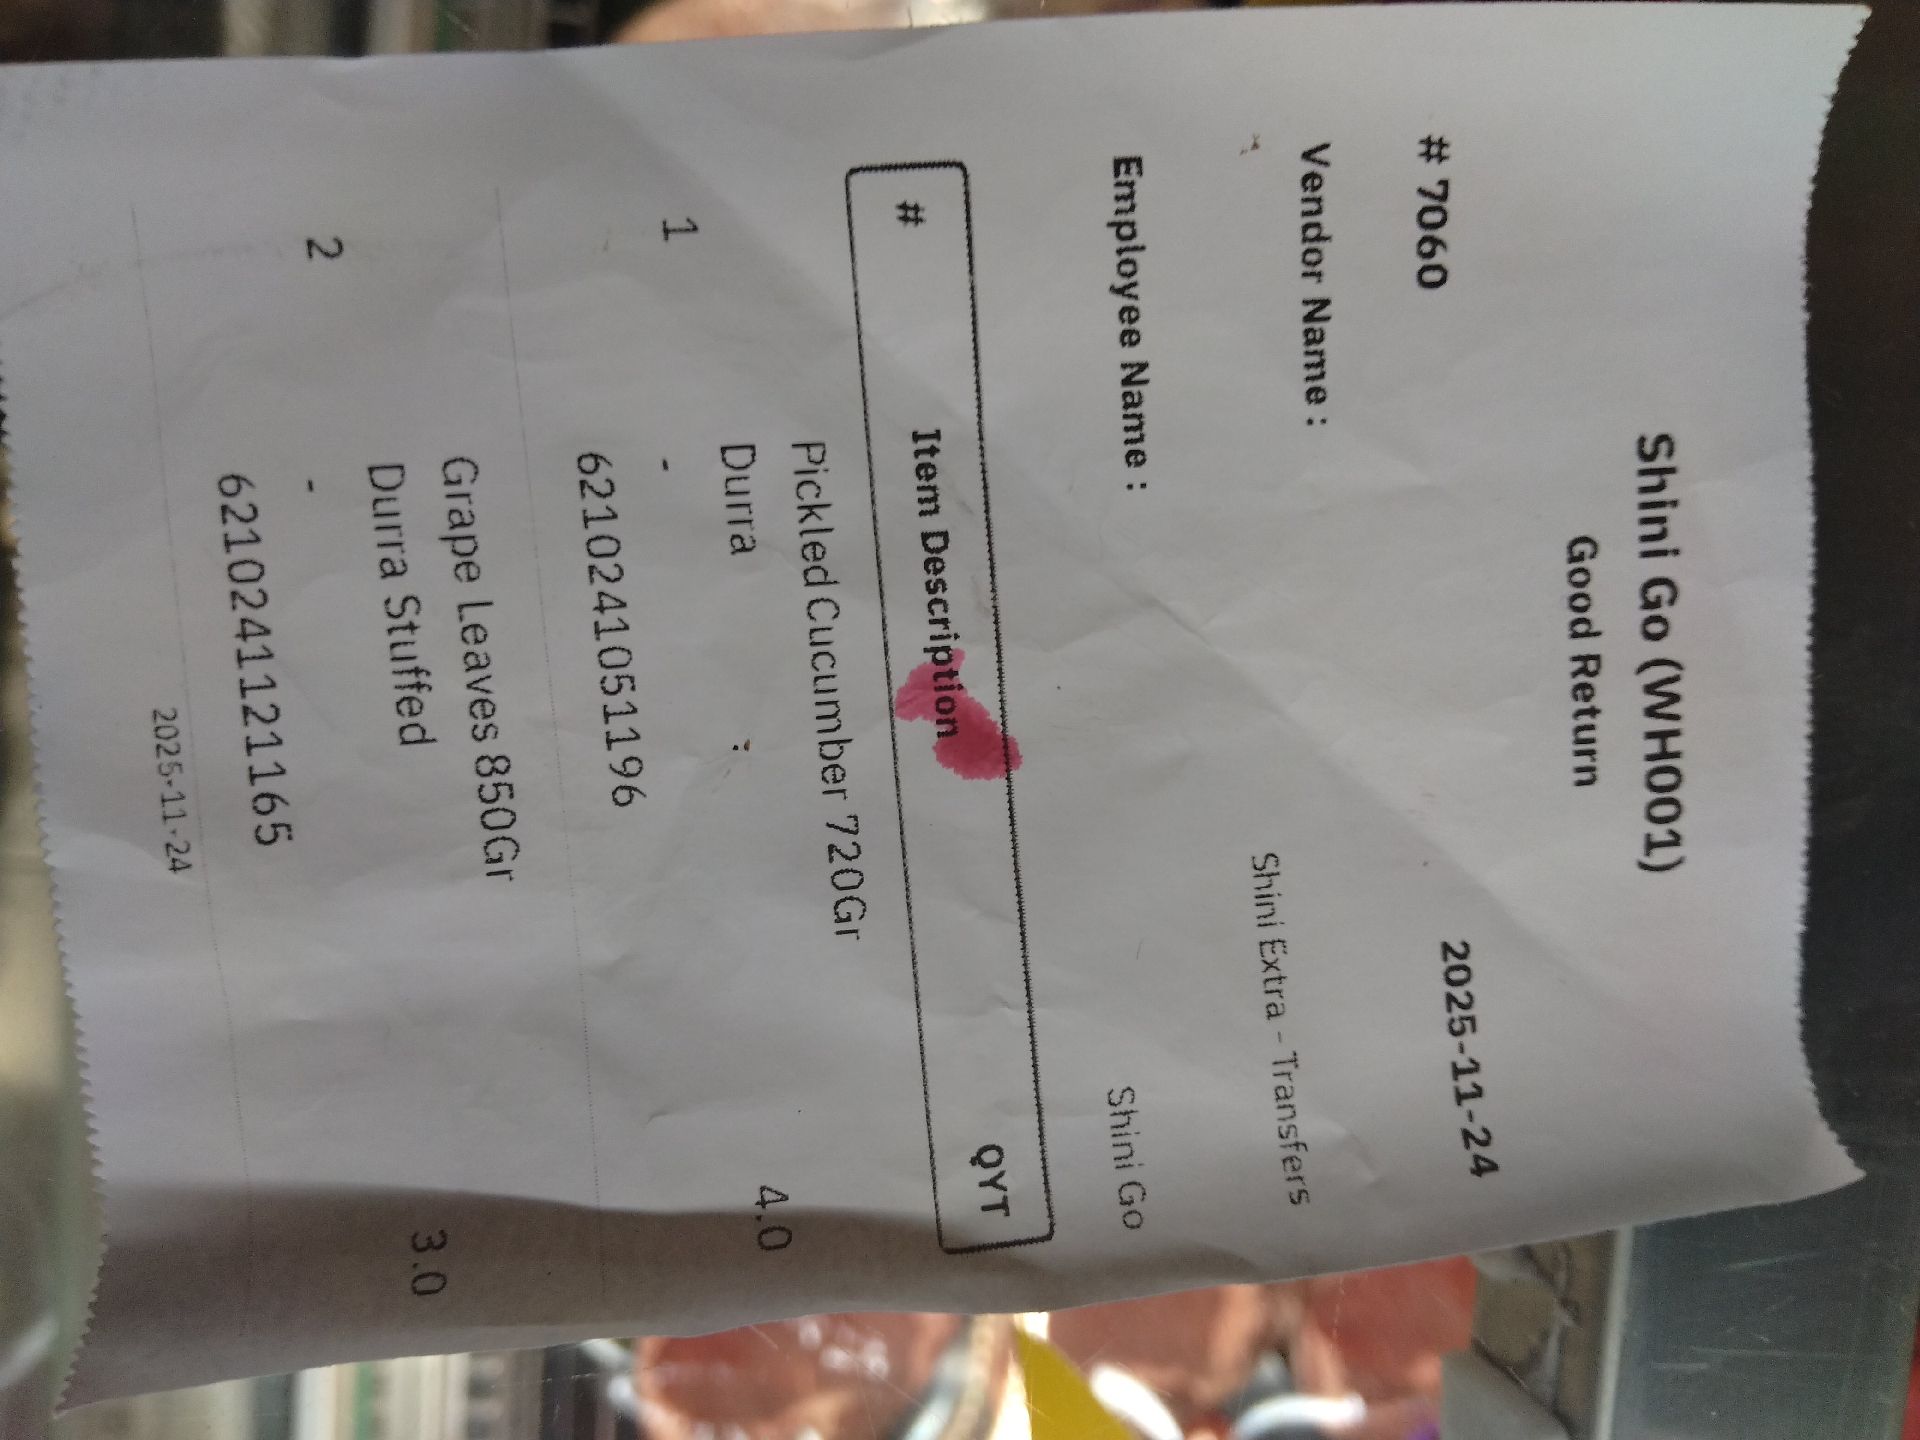 Shini Go (WH001)
Good Return
# 7060 2025-11-24
Vendor Name :
Shini Extra - Transfers
Employee Name :
Shini Go
# Item Description QYT
Pickled Cucumber 720Gr
Durra
1 - 4.0
6210241051196
Grape Leaves 850Gr
Durra Stuffed
2 - 3.0
6210241121165
2025-11-24